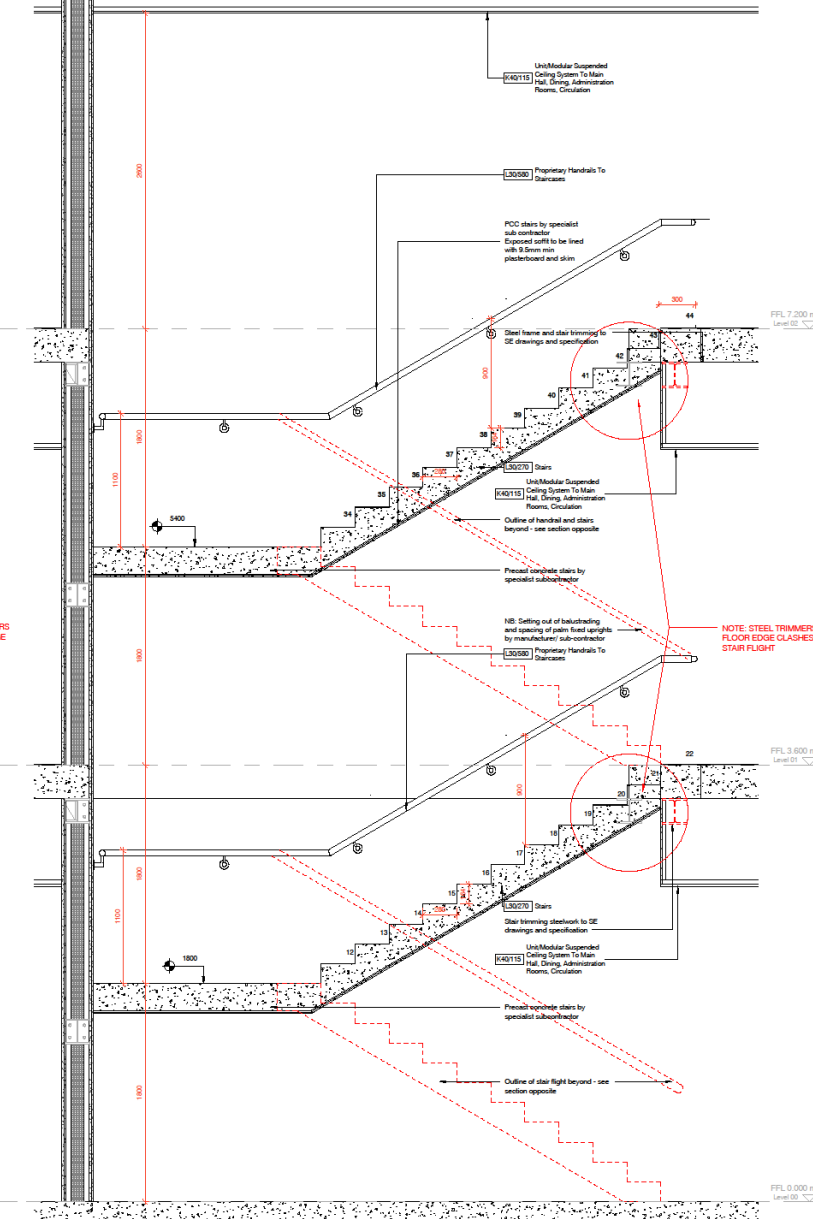 Unit/Modular Suspended
K40/115 Ceiling System To Main
Hall, Dining, Administration
Rooms, Circulation
2600
L30/580 Proprietary Handrails To
Staircases
PCC stairs by specialist
sub contractor
Exposed soffit to be lined
with 9.5mm min
plasterboard and skim
300
44
FFL 7.200 m
Level 02
Steel frame and stair trimming to
SE drawings and specification
43
42
41
40
39
38
37
36
35
34
900
1800
1100
L30/270 Stairs
Unit/Modular Suspended
K40/115 Ceiling System To Main
Hall, Dining, Administration
Rooms, Circulation
5400
Outline of handrail and stairs
beyond - see section opposite
Precast concrete stairs by
specialist subcontractor
RS
E
NB: Setting out of balustrading
and spacing of palm fixed uprights
by manufacturer/ sub-contractor
NOTE: STEEL TRIMMERS
FLOOR EDGE CLASHES
STAIR FLIGHT
L30/580 Proprietary Handrails To
Staircases
1800
22
FFL 3.600 m
Level 01
21
20
19
18
17
16
15
14
13
12
900
1800
1100
L30/270 Stairs
Stair trimming steelwork to SE
drawings and specification
Unit/Modular Suspended
K40/115 Ceiling System To Main
Hall, Dining, Administration
Rooms, Circulation
1800
Precast concrete stairs by
specialist subcontractor
Outline of stair flight beyond - see
section opposite
1800
FFL 0.000 m
Level 00